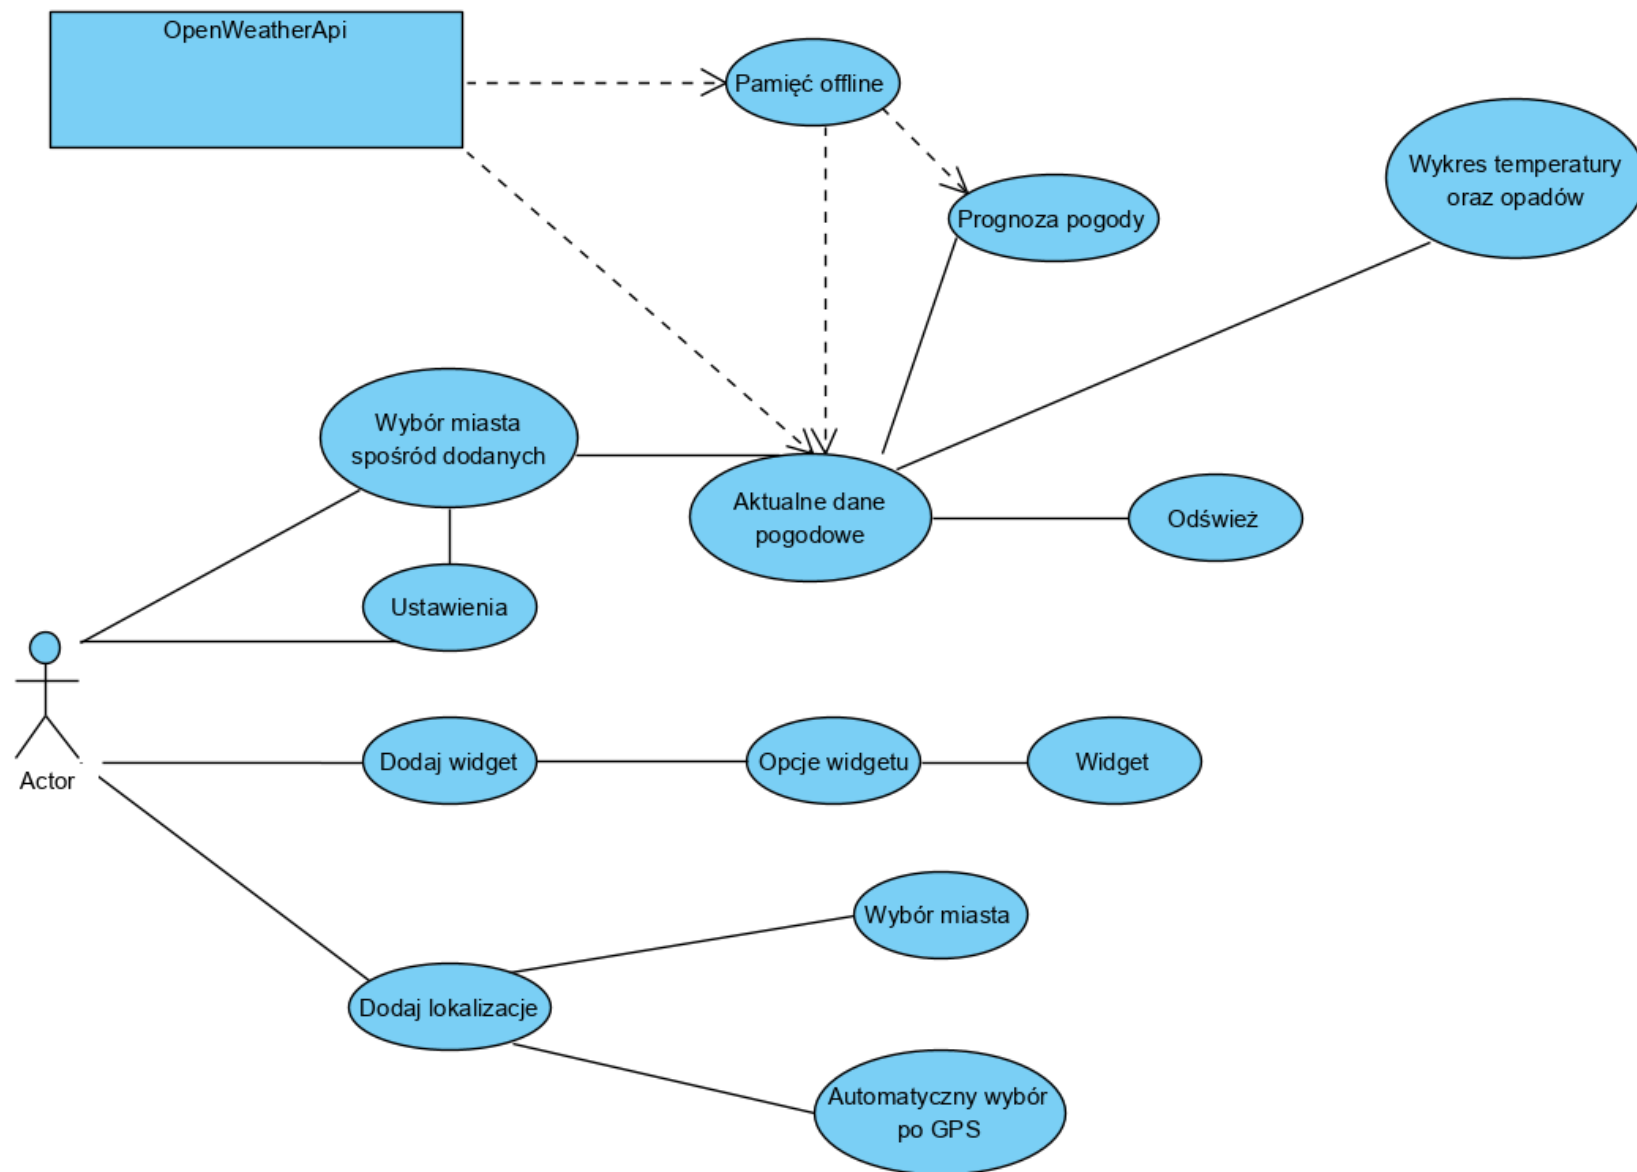 OpenWeatherApi
Pamięć offline
Wykres temperatury
oraz opadów
Prognoza pogody
Wybór miasta
spośród dodanych
Aktualne dane
pogodowe
Odśwież
Ustawienia
Actor
Dodaj widget
Opcje widgetu
Widget
Wybór miasta
Dodaj lokalizacje
Automatyczny wybór
po GPS